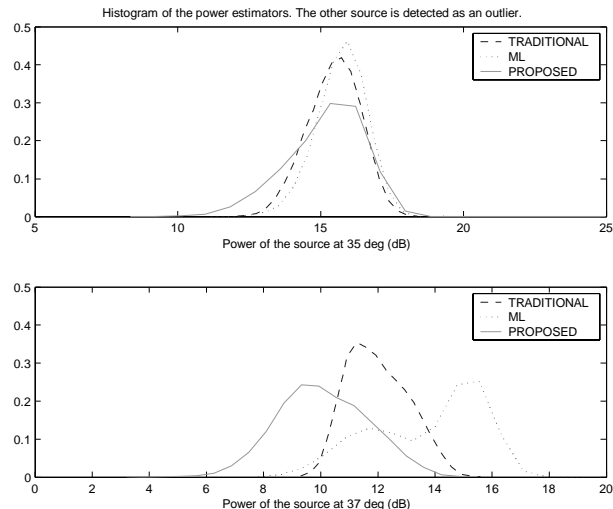 Histogram of the power estimators. The other source is detected as an outlier.
0.5
0.4
0.3
0.2
0.1
0
TRADITIONAL
ML
PROPOSED
5 10 15 20 25
Power of the source at 35 deg (dB)
0.5
0.4
0.3
0.2
0.1
0
TRADITIONAL
ML
PROPOSED
0 2 4 6 8 10 12 14 16 18 20
Power of the source at 37 deg (dB)